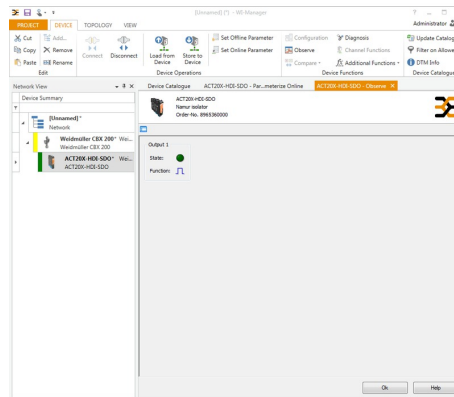 [Unnamed] (*) - WI-Manager
PROJECT DEVICE TOPOLOGY VIEW Administrator
Cut Add... Copy Remove Paste Rename
Edit
Connect Disconnect Load from Device Store to Device
Device Operations
Set Offline Parameter
Set Online Parameter
Configuration Diagnosis
Observe Channel Functions
Compare Additional Functions
Device Functions
Update Catalog
Filter on Allowe
DTM Info
Device Catalogue
Network View
Device Catalogue ACT20X-HDI-SDO - Par...meterize Online ACT20X-HDI-SDO - Observe
Device Summary
[Unnamed]*
Network
Weidmüller CBX 200* Wei...
Weidmüller CBX 200
ACT20X-HDI-SDO* Wei...
ACT20X-HDI-SDO
ACT20X-HDI-SDO
Namur isolator
Order-No. 8965360000
Output 1
State:
Function:
Ok Help